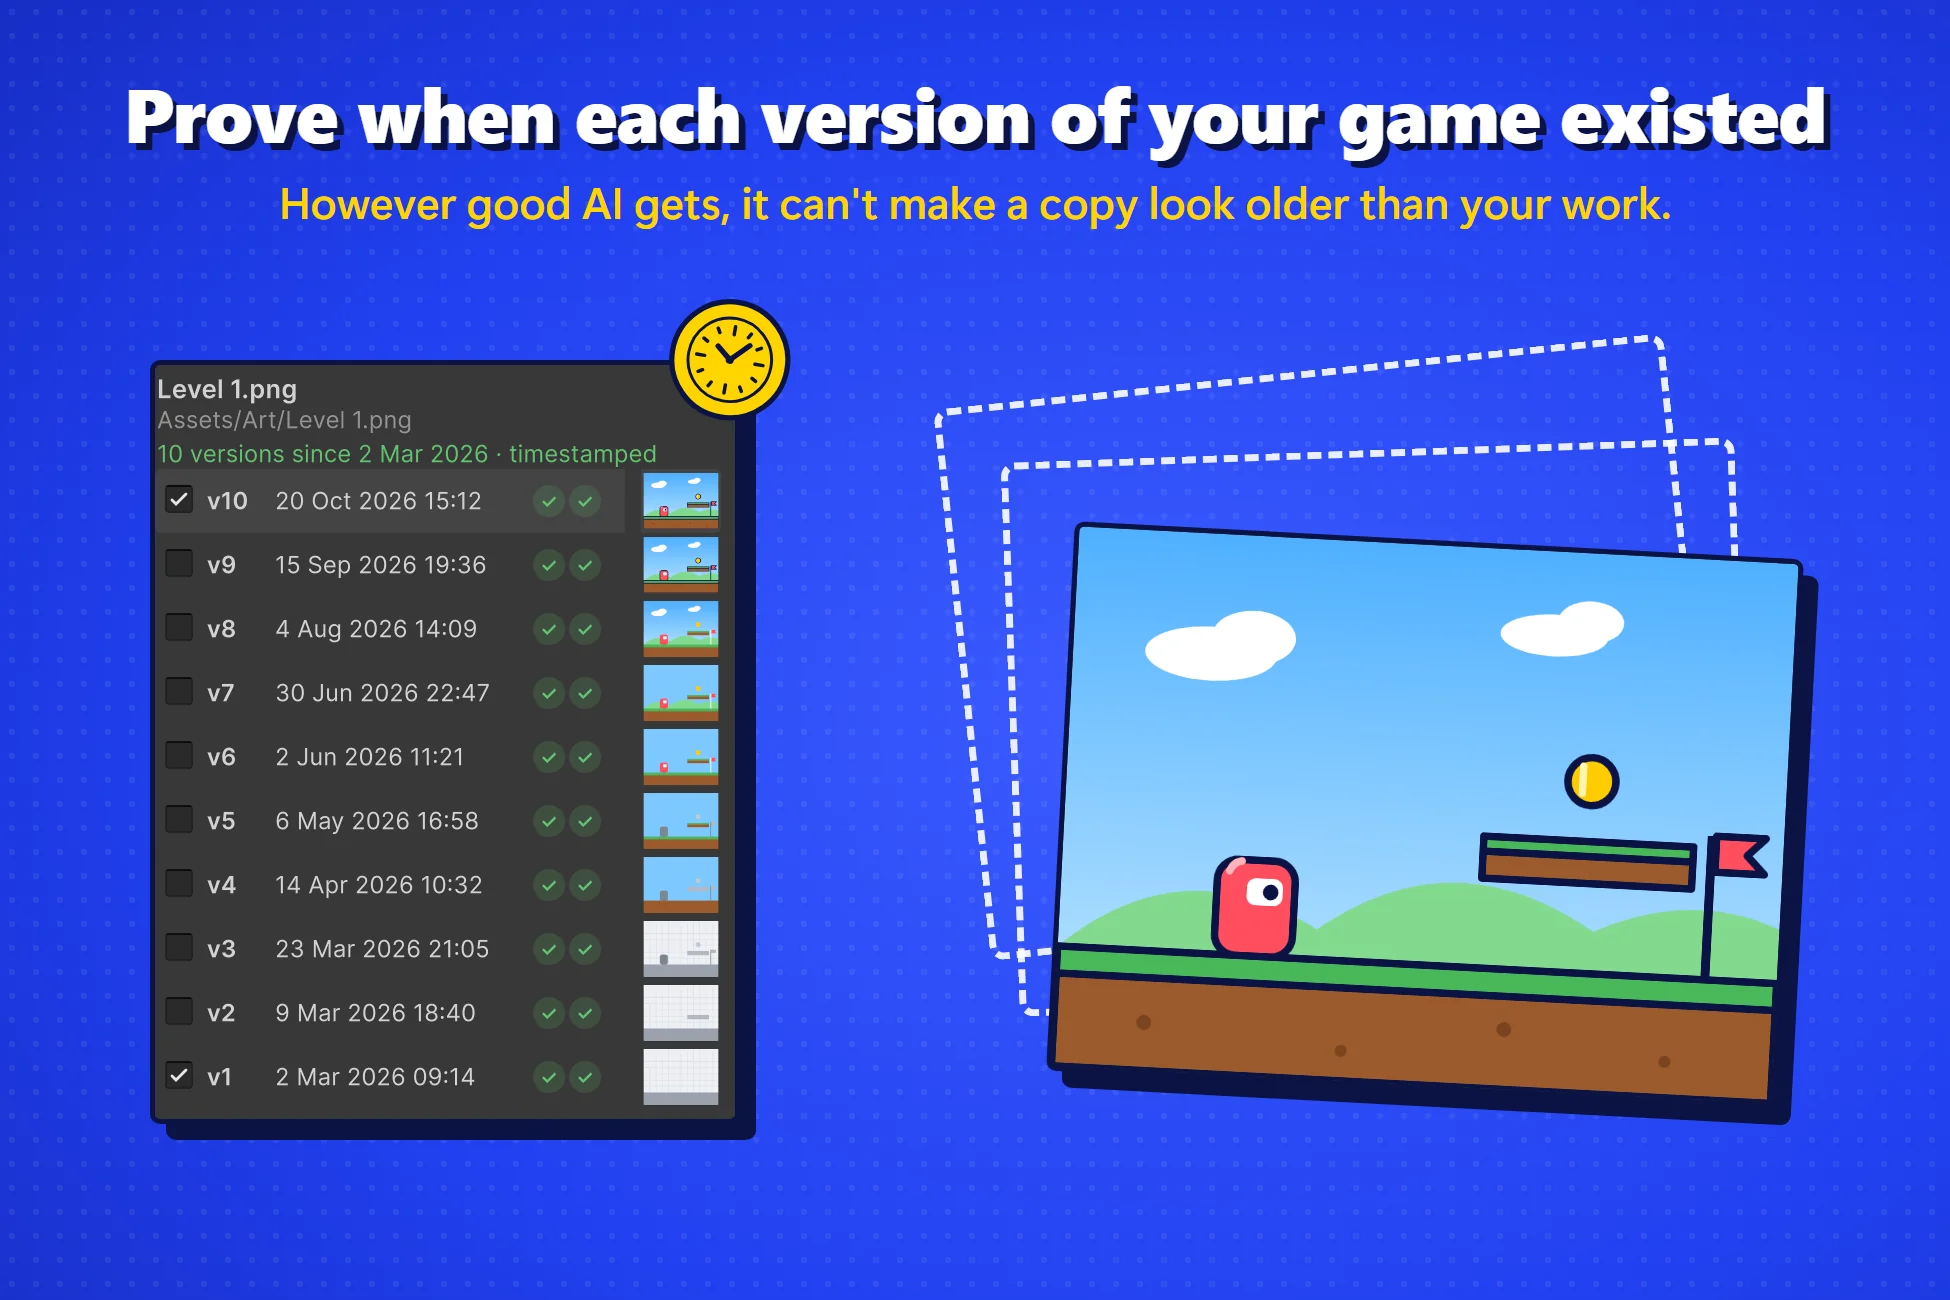 Prove when each version of your game existed
However good AI gets, it can't make a copy look older than your work.
Level 1.png
Assets/Art/Level 1.png
10 versions since 2 Mar 2026 · timestamped
v10 20 Oct 2026 15:12
v9 15 Sep 2026 19:36
v8 4 Aug 2026 14:09
v7 30 Jun 2026 22:47
v6 2 Jun 2026 11:21
v5 6 May 2026 16:58
v4 14 Apr 2026 10:32
v3 23 Mar 2026 21:05
v2 9 Mar 2026 18:40
v1 2 Mar 2026 09:14